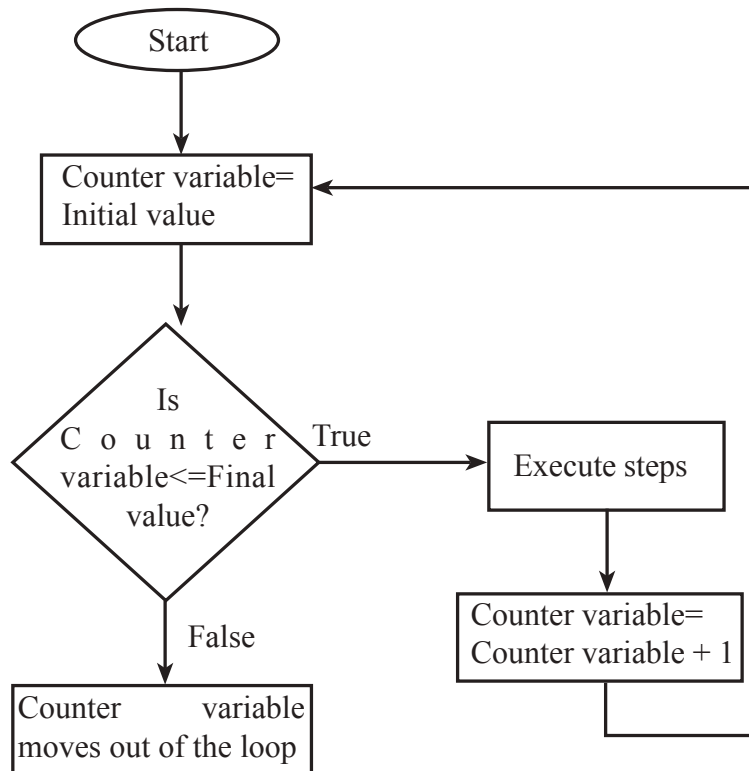 Start
Counter variable=
Initial value
Is
Counter
variable<=Final
value?
True
Execute steps
Counter variable=
Counter variable + 1
False
Counter variable
moves out of the loop